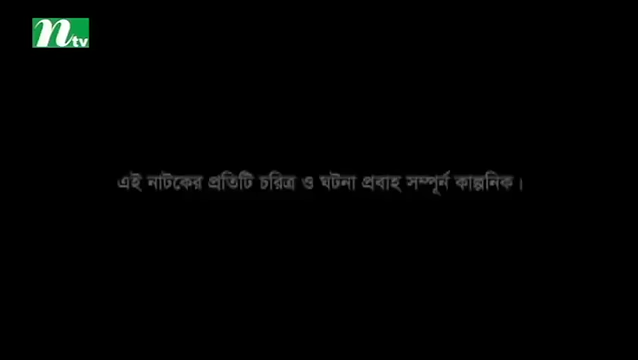 ntv
এই নাটকের প্রতিটি চরিত্র ও ঘটনা প্রবাহ সম্পূর্ন কাল্পনিক।